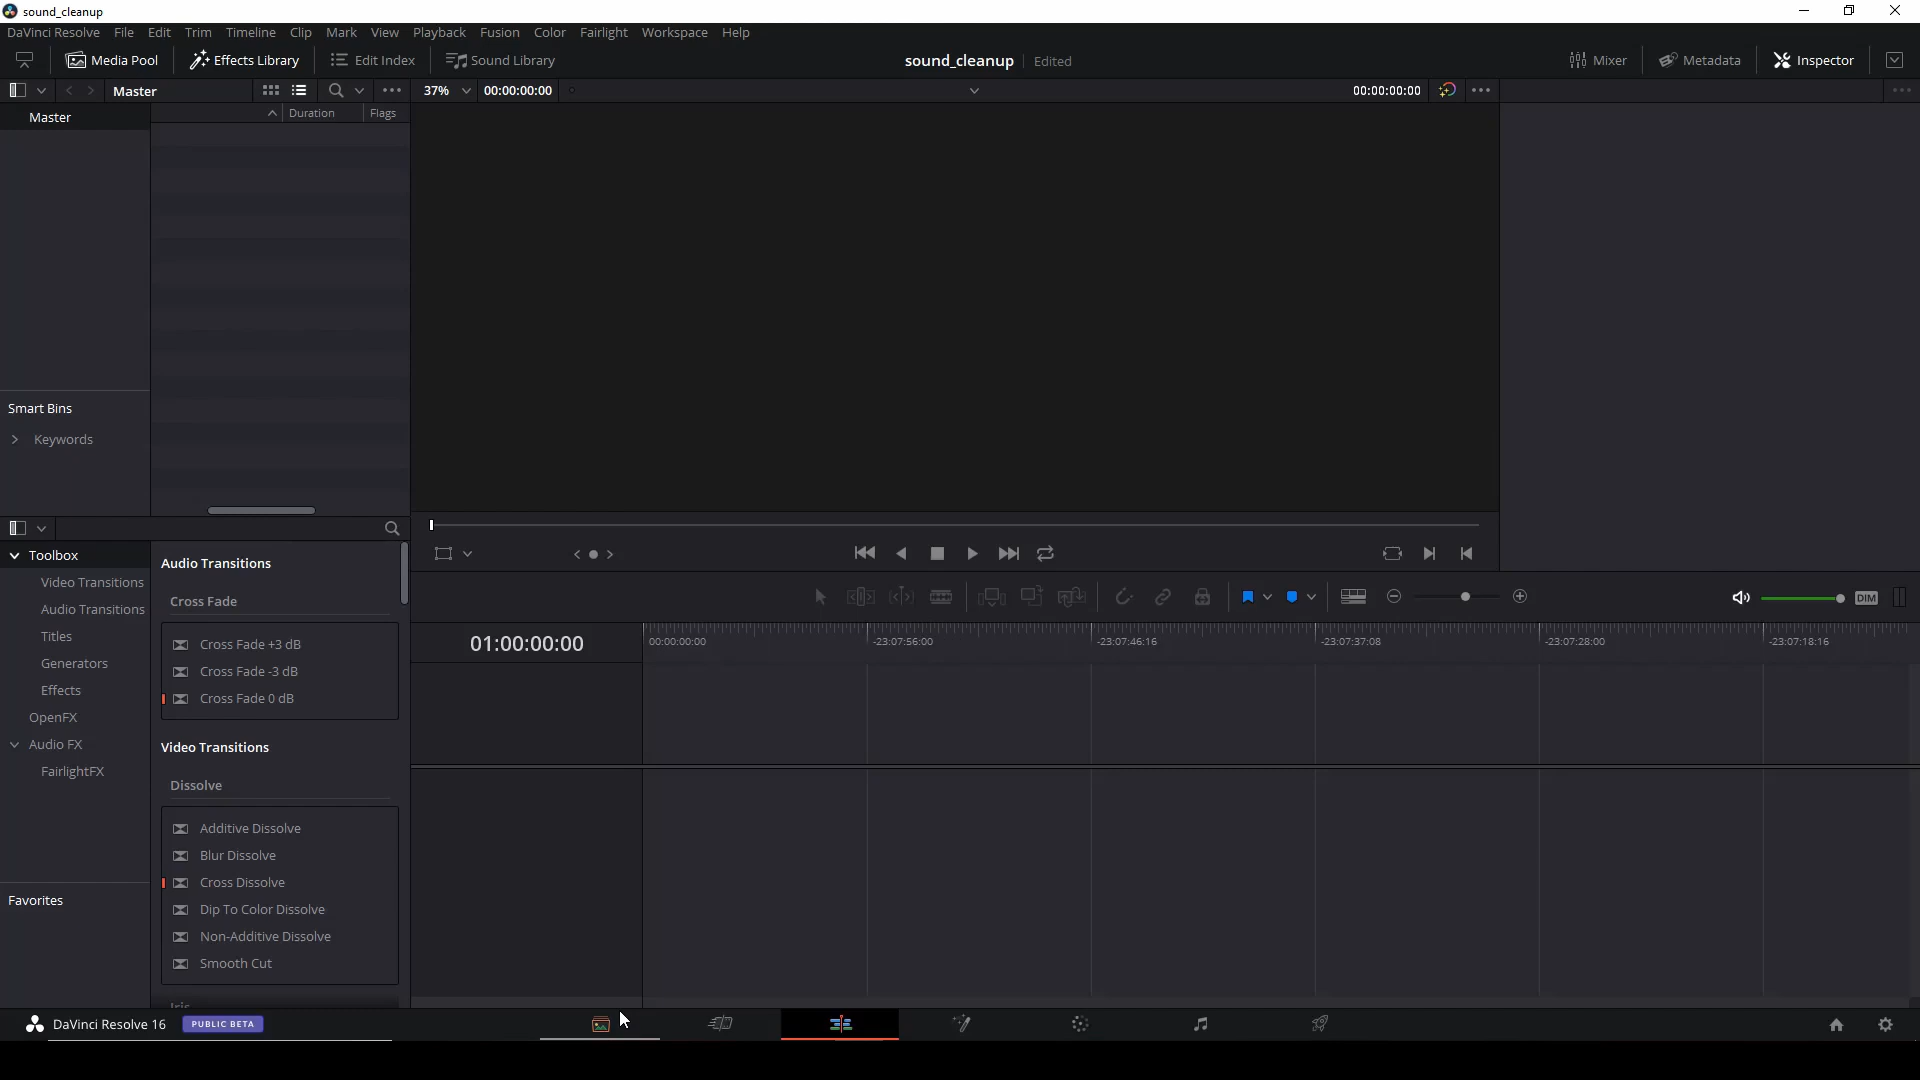 sound_cleanup
DaVinci Resolve File Edit Trim Timeline Clip Mark View Playback Fusion Color Fairlight Workspace Help
Media Pool Effects Library Edit Index Sound Library sound_cleanup Edited Mixer Metadata Inspector
Master 37% 00:00:00:00 00:00:00:00
Master Duration Flags
Smart Bins
Keywords
Toolbox
Video Transitions
Audio Transitions
Titles
Generators
Effects
OpenFX
Audio FX
FairlightFX
Favorites
Audio Transitions
Cross Fade
Cross Fade +3 dB
Cross Fade -3 dB
Cross Fade 0 dB
Video Transitions
Dissolve
Additive Dissolve
Blur Dissolve
Cross Dissolve
Dip To Color Dissolve
Non-Additive Dissolve
Smooth Cut
Iris
DIM
01:00:00:00 00:00:00:00 -23:07:56:00 -23:07:46:16 -23:07:37:08 -23:07:28:00 -23:07:18:16
DaVinci Resolve 16 PUBLIC BETA